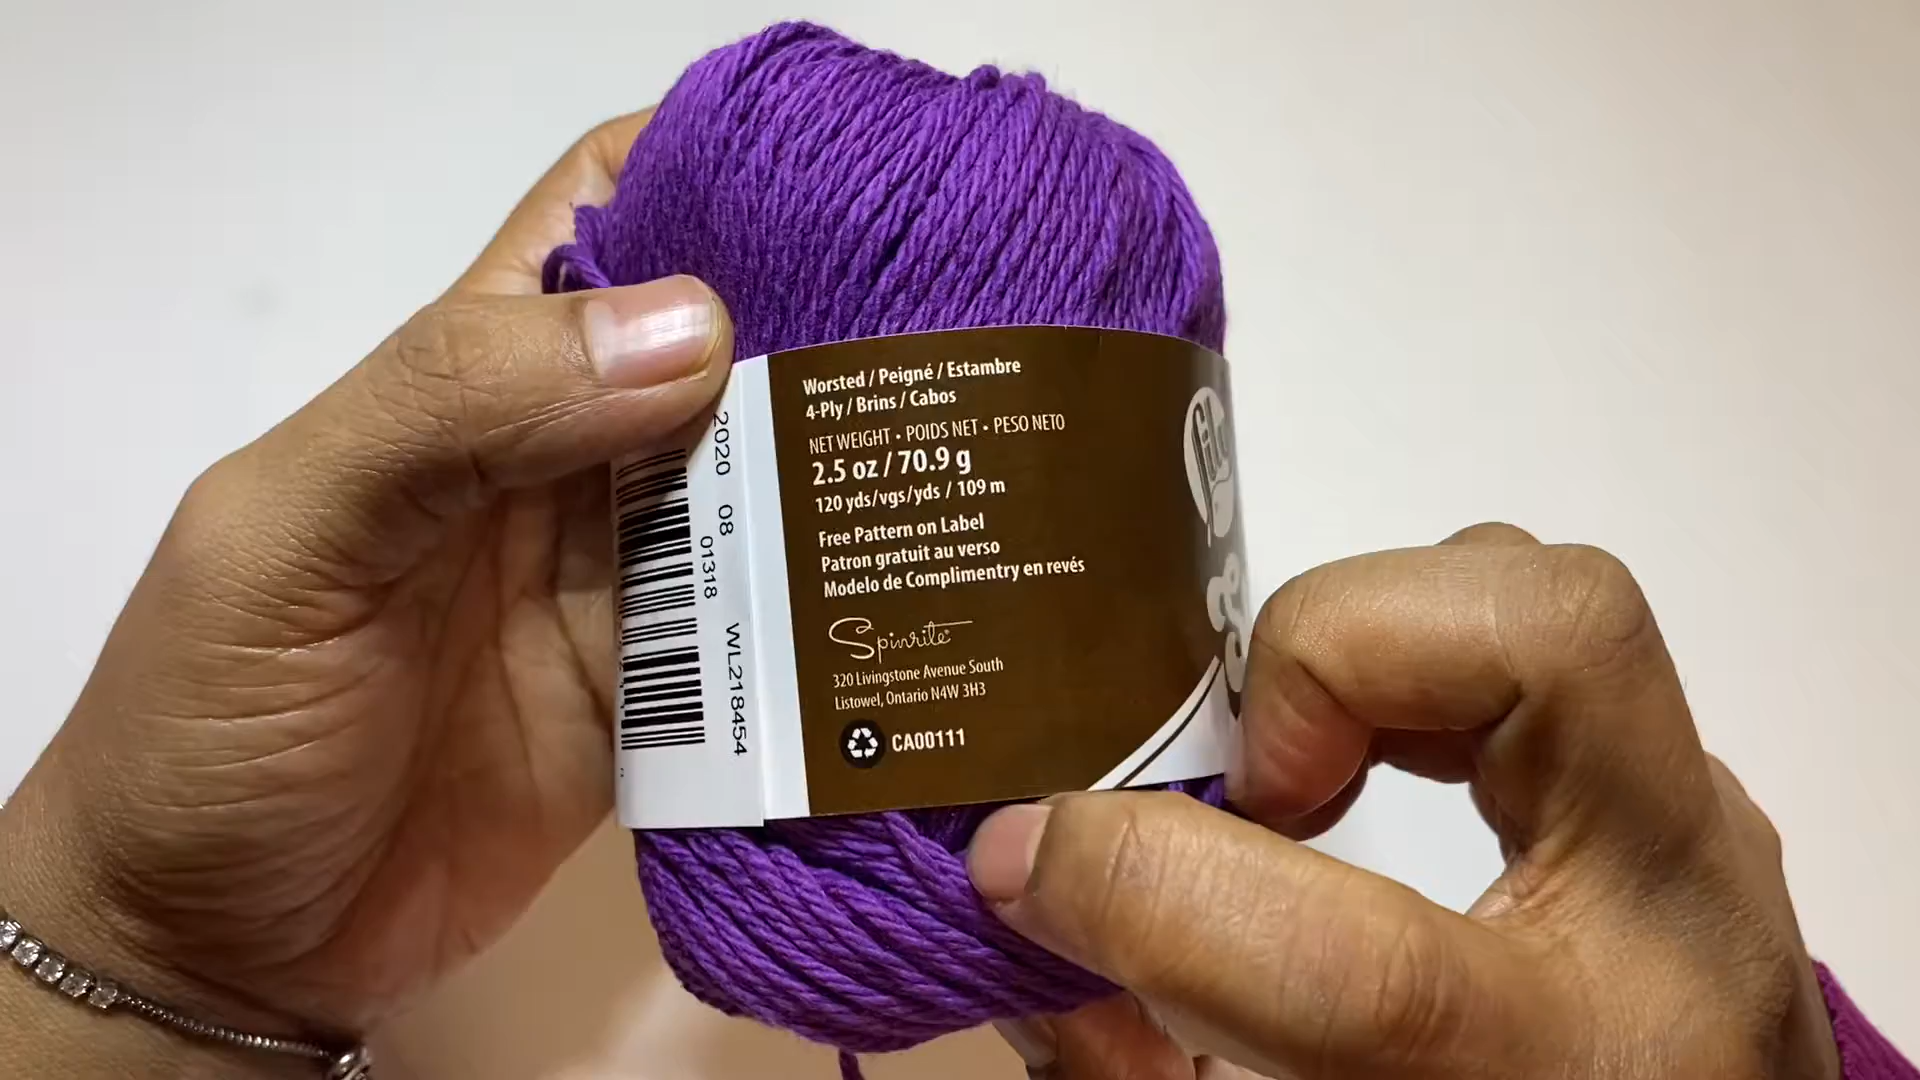 Worsted / Peigné / Estambre
4-Ply / Brins / Cabos
NET WEIGHT • POIDS NET • PESO NETO
2.5 oz / 70.9 g
120 yds/vgs/yds / 109 m
Free Pattern on Label
Patron gratuit au verso
Modelo de Complimentry en revés
Spinrite
320 Livingstone Avenue South
Listowel, Ontario N4W 3H3
CA00111
2020 08 WL218454
01318
Lily